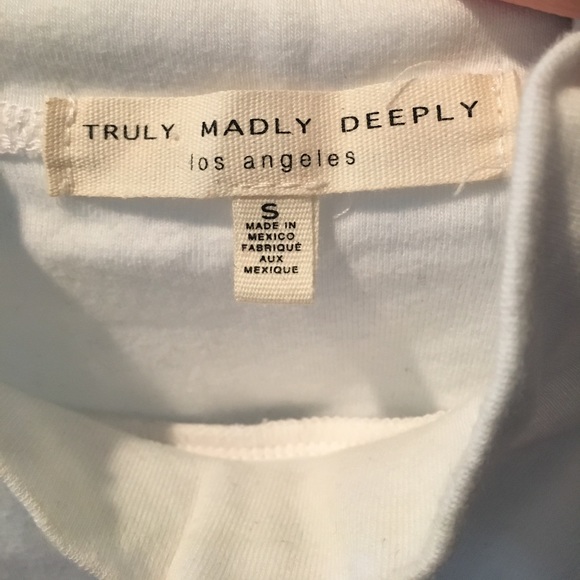 TRULY MADLY DEEPLY
los angeles
S
MADE IN
MEXICO
FABRIQUÉ
AUX
MEXIQUE